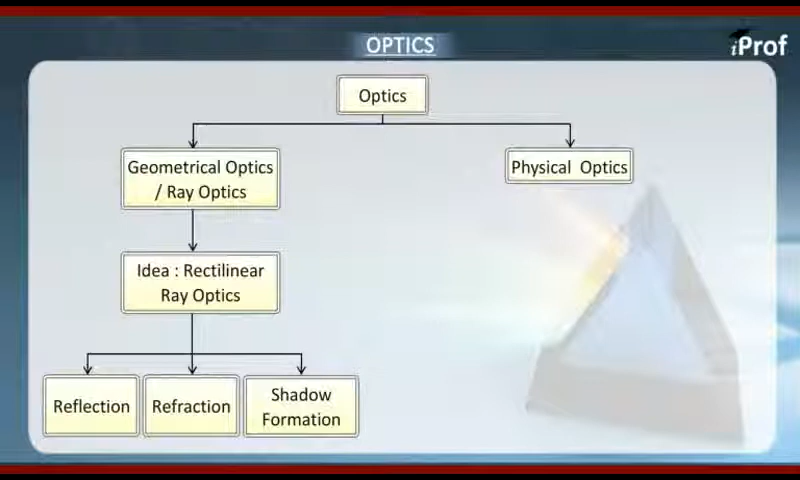 OPTICS
iProf
Optics
Geometrical Optics
/ Ray Optics
Physical Optics
Idea : Rectilinear
Ray Optics
Reflection
Refraction
Shadow
Formation